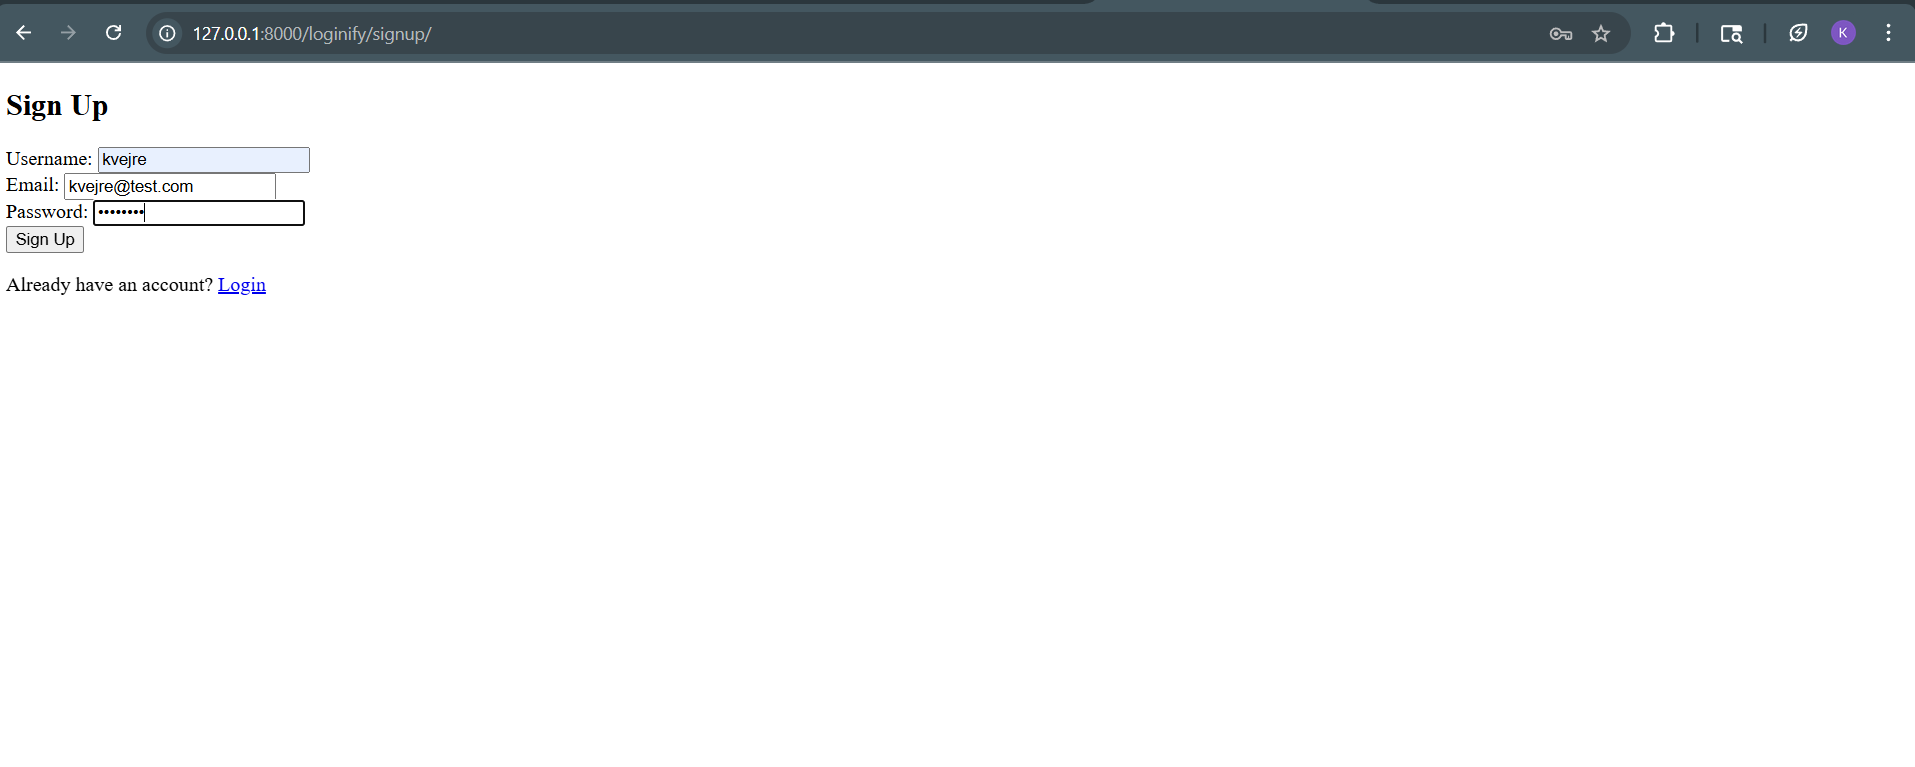 127.0.0.1:8000/loginify/signup/
K
Sign Up
Username: kvejre
Email: kvejre@test.com
Password: ••••••••
Sign Up
Already have an account? Login